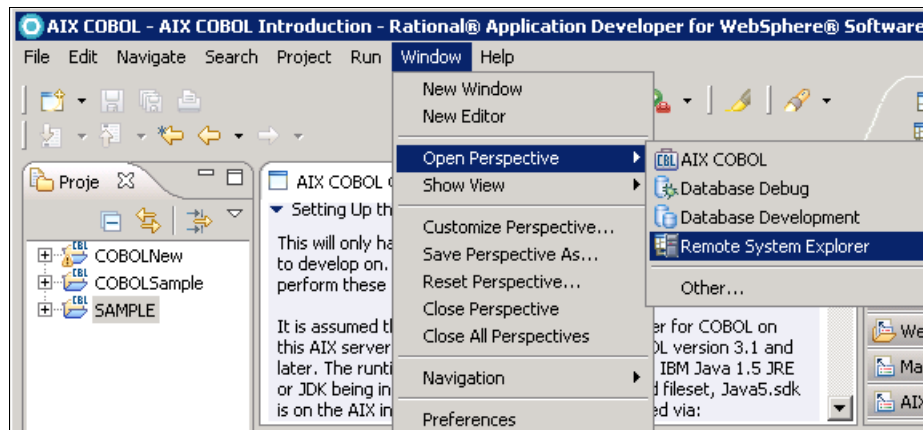 AIX COBOL - AIX COBOL Introduction - Rational® Application Developer for WebSphere® Software
File Edit Navigate Search Project Run Window Help
New Window
New Editor
Open Perspective
Show View
Customize Perspective...
Save Perspective As...
Reset Perspective...
Close Perspective
Close All Perspectives
Navigation
Preferences
CBL AIX COBOL
Database Debug
Database Development
Remote System Explorer
Other...
Proje
CBL COBOLNew
CBL COBOLSample
CBL SAMPLE
AIX COBOL
Setting Up th
This will only ha
to develop on.
perform these
It is assumed th er for COBOL on
this AIX server OL version 3.1 and
later. The runti IBM Java 1.5 JRE
or JDK being in d fileset, Java5.sdk
is on the AIX in ed via:
We
Ma
AIX